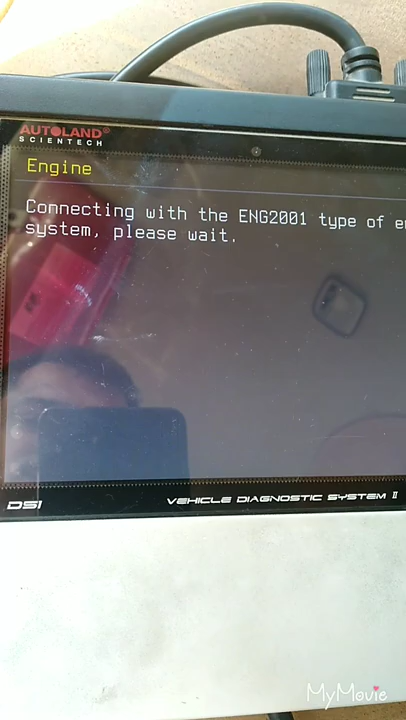 AUTOLAND®
SCIENTECH
Engine
Connecting with the ENG2001 type of
system, please wait.
DSI
VEHICLE DIAGNOSTIC SYSTEM II
MyMovie